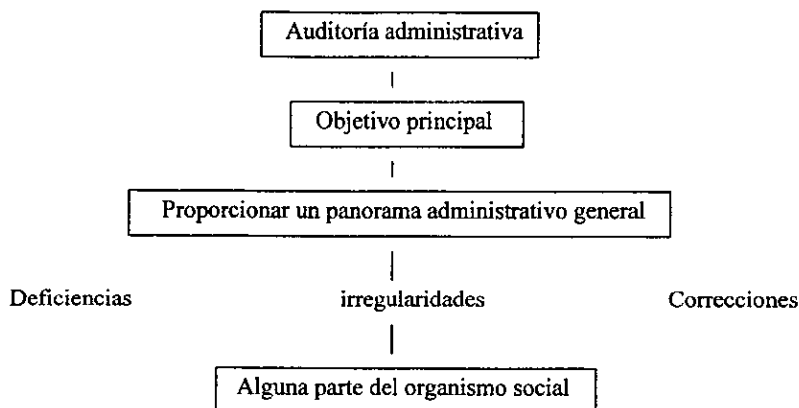 Auditoría administrativa
Objetivo principal
Proporcionar un panorama administrativo general
Deficiencias irregularidades Correcciones
Alguna parte del organismo social